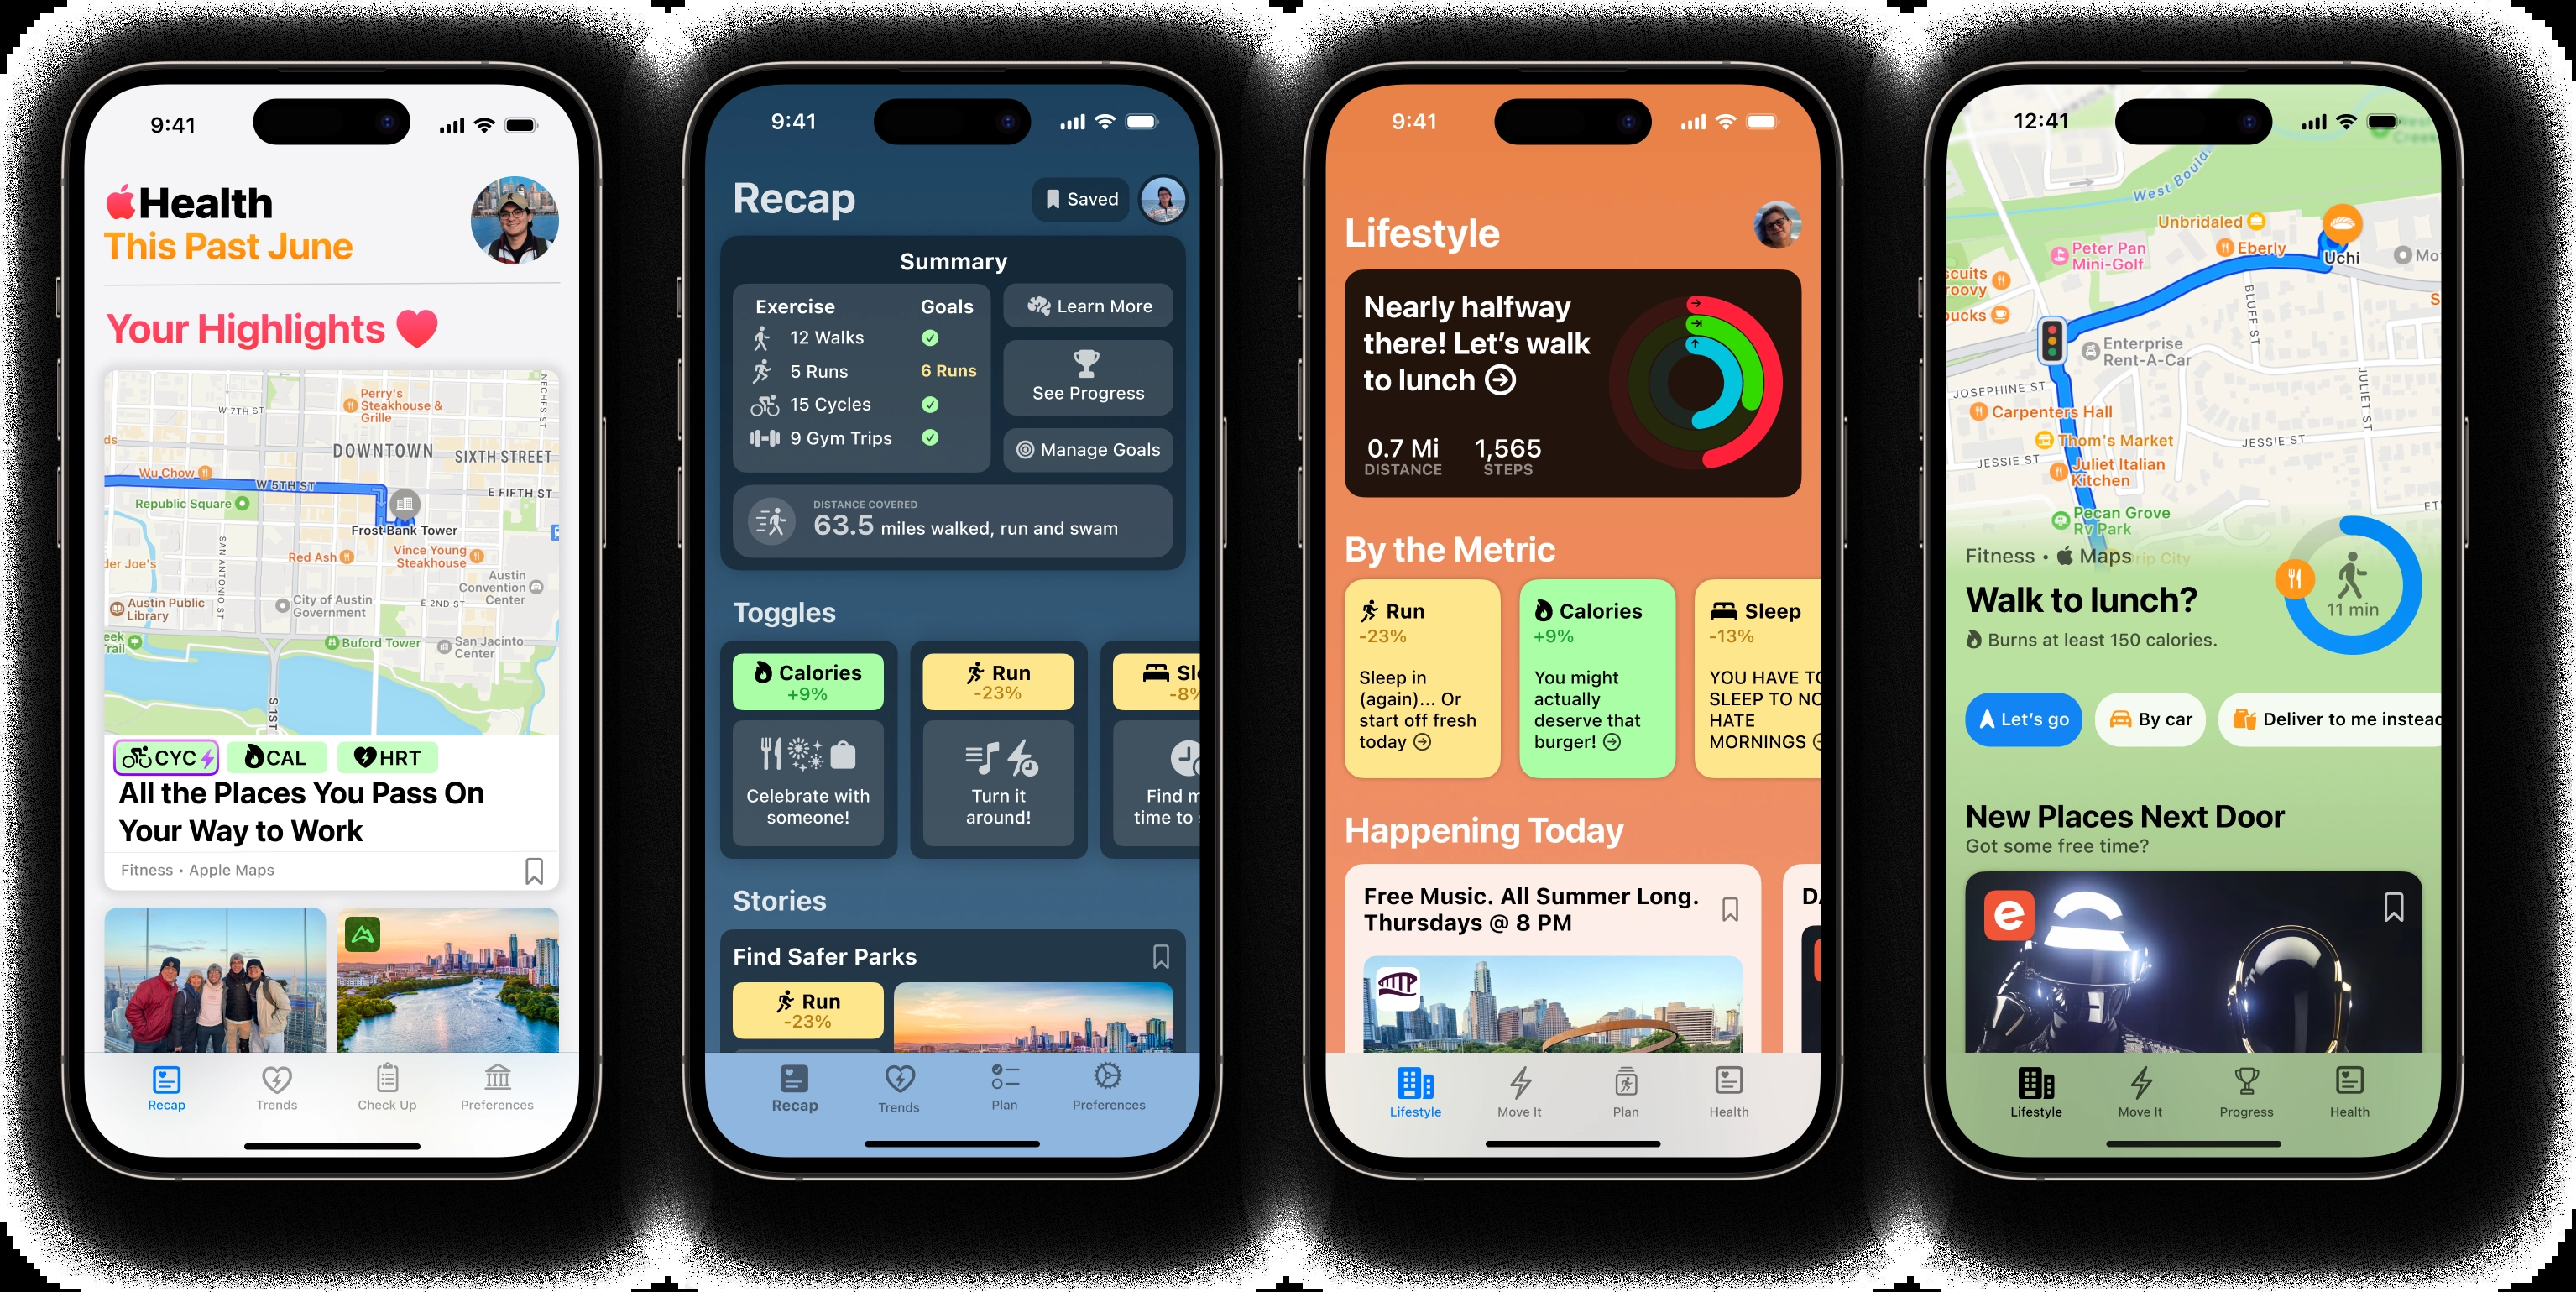 9:41
Health
This Past June
Your Highlights
Perry's
Steakhouse &
Grille
NECHES ST
W 7TH ST
DOWNTOWN
SIXTH STREET
ds
Wu Chow
W 5TH ST
E FIFTH ST
Republic Square
Frost Bank Tower
SAN ANTONIO ST
Red Ash
Vince Young
Steakhouse
der Joe's
Austin
Convention
Center
Austin Public
Library
City of Austin
Government
E 2ND ST
eek
rail
Buford Tower
San Jacinto
Center
S 1ST
CYC
CAL
HRT
All the Places You Pass On
Your Way to Work
Fitness • Apple Maps
Recap
Trends
Check Up
Preferences
9:41
Recap
Saved
Summary
Exercise
Goals
12 Walks
5 Runs
6 Runs
15 Cycles
9 Gym Trips
Learn More
See Progress
Manage Goals
DISTANCE COVERED
63.5 miles walked, run and swam
Toggles
Calories
+9%
Run
-23%
Sl
-8%
Celebrate with
someone!
Turn it
around!
Find m
time to
Stories
Find Safer Parks
Run
-23%
Recap
Trends
Plan
Preferences
9:41
Lifestyle
Nearly halfway
there! Let's walk
to lunch
0.7 Mi
DISTANCE
1,565
STEPS
By the Metric
Run
-23%
Sleep in
(again)... Or
start off fresh
today
Calories
+9%
You might
actually
deserve that
burger!
Sleep
-13%
YOU HAVE TO
SLEEP TO NO
HATE
MORNINGS
Happening Today
Free Music. All Summer Long.
Thursdays @ 8 PM
D
Lifestyle
Move It
Plan
Health
12:41
Creek
West Bould
Unbridaled
Peter Pan
Mini-Golf
Eberly
Uchi
Mo
scuits
roovy
BLUFF ST
ucks
Enterprise
Rent-A-Car
JOSEPHINE ST
JULIET ST
Carpenters Hall
Thom's Market
JESSIE ST
JESSIE ST
Juliet Italian
Kitchen
Pecan Grove
Rv Park
ET
Drip City
Fitness • Maps
Walk to lunch?
Burns at least 150 calories.
11 min
Let's go
By car
Deliver to me instead
New Places Next Door
Got some free time?
e
Lifestyle
Move It
Progress
Health